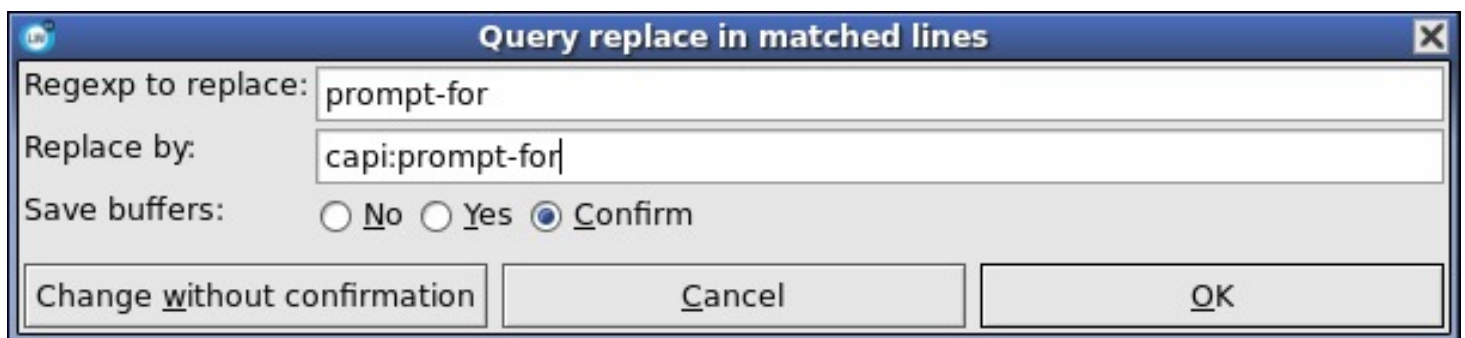 Query replace in matched lines
Regexp to replace: prompt-for
Replace by: capi:prompt-for
Save buffers: No Yes Confirm
Change without confirmation Cancel OK